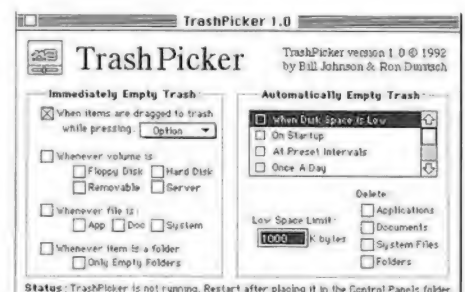 TrashPicker 1.0
TrashPicker
TrashPicker version 1.0 © 1992
by Bill Johnson & Ron Duritsch
Immediately Empty Trash
When items are dragged to trash
while pressing: Option
Whenever volume is:
Floppy Disk Hard Disk
Removable Server
Whenever file is:
App Doc System
Whenever item is a folder
Only Empty Folders
Automatically Empty Trash
When Disk Space is Low
On Startup
At Preset Intervals
Once A Day
Low Space Limit:
1000 K bytes
Delete:
Applications
Documents
System Files
Folders
Status: TrashPicker is not running. Restart after placing it in the Control Panels folder